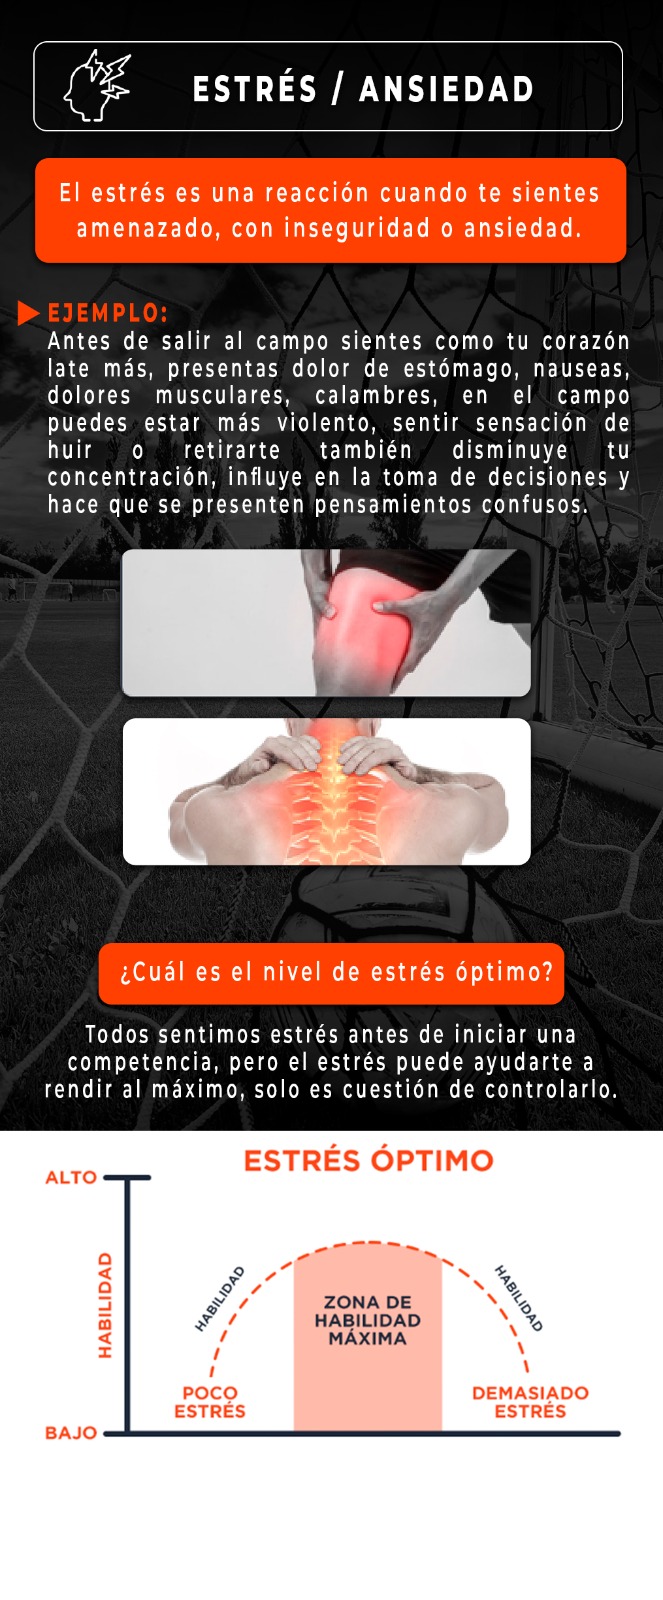 ESTRÉS / ANSIEDAD
El estrés es una reacción cuando te sientes
amenazado, con inseguridad o ansiedad.
EJEMPLO:
Antes de salir al campo sientes como tu corazón
late más, presentas dolor de estómago, nauseas,
dolores musculares, calambres, en el campo
puedes estar más violento, sentir sensación de
huir o retirarte también disminuye tu
concentración, influye en la toma de decisiones y
hace que se presenten pensamientos confusos.
¿Cuál es el nivel de estrés óptimo?
Todos sentimos estrés antes de iniciar una
competencia, pero el estrés puede ayudarte a
rendir al máximo, solo es cuestión de controlarlo.
ESTRÉS ÓPTIMO
ALTO
HABILIDAD
HABILIDAD
ZONA DE
HABILIDAD
MÁXIMA
HABILIDAD
POCO
ESTRÉS
DEMASIADO
ESTRÉS
BAJO